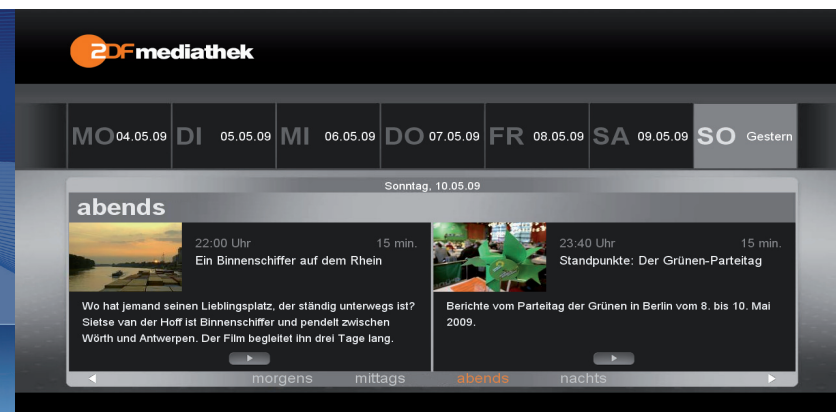 ZDFmediathek
MO 04.05.09 DI 05.05.09 MI 06.05.09 DO 07.05.09 FR 08.05.09 SA 09.05.09 SO Gestern
Sonntag, 10.05.09
abends
22:00 Uhr 15 min.
Ein Binnenschiffer auf dem Rhein
Wo hat jemand seinen Lieblingsplatz, der ständig unterwegs ist?
Sietse van der Hoff ist Binnenschiffer und pendelt zwischen
Wörth und Antwerpen. Der Film begleitet ihn drei Tage lang.
23:40 Uhr 15 min.
Standpunkte: Der Grünen-Parteitag
Berichte vom Parteitag der Grünen in Berlin vom 8. bis 10. Mai
2009.
morgens mittags abends nachts